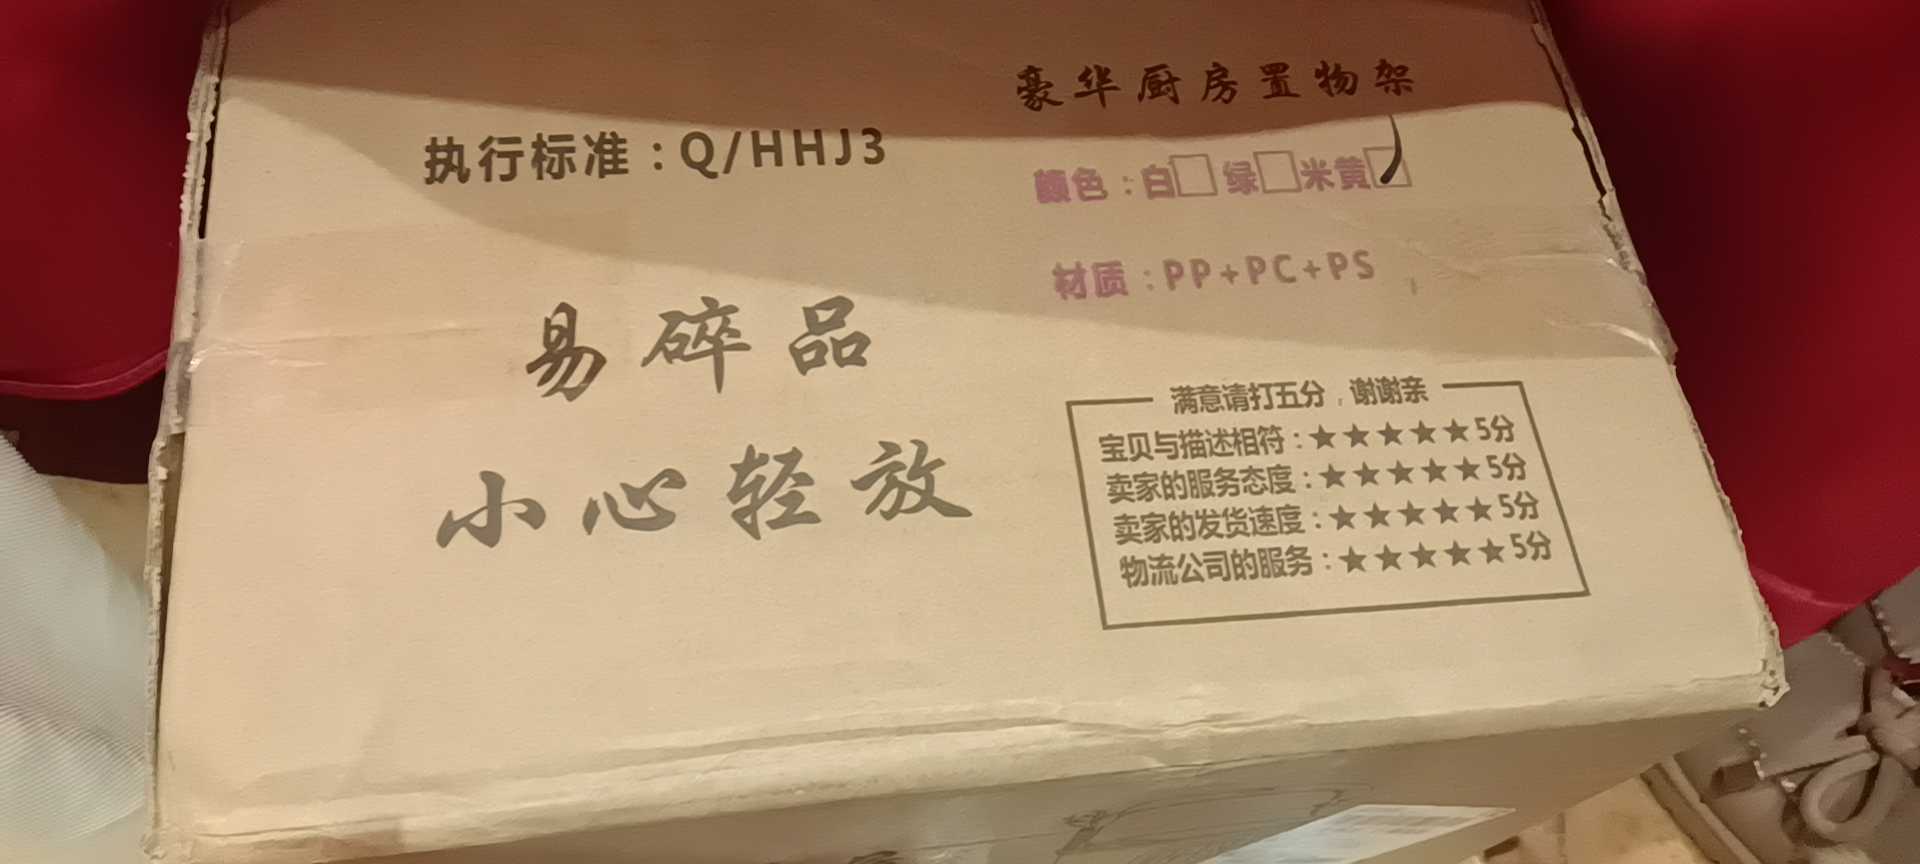 豪华厨房置物架
执行标准：Q/HHJ3
颜色：白□ 绿□ 米黄□
材质：PP+PC+PS
易碎品
小心轻放
满意请打五分，谢谢亲
宝贝与描述相符：★★★★★5分
卖家的服务态度：★★★★★5分
卖家的发货速度：★★★★★5分
物流公司的服务：★★★★★5分